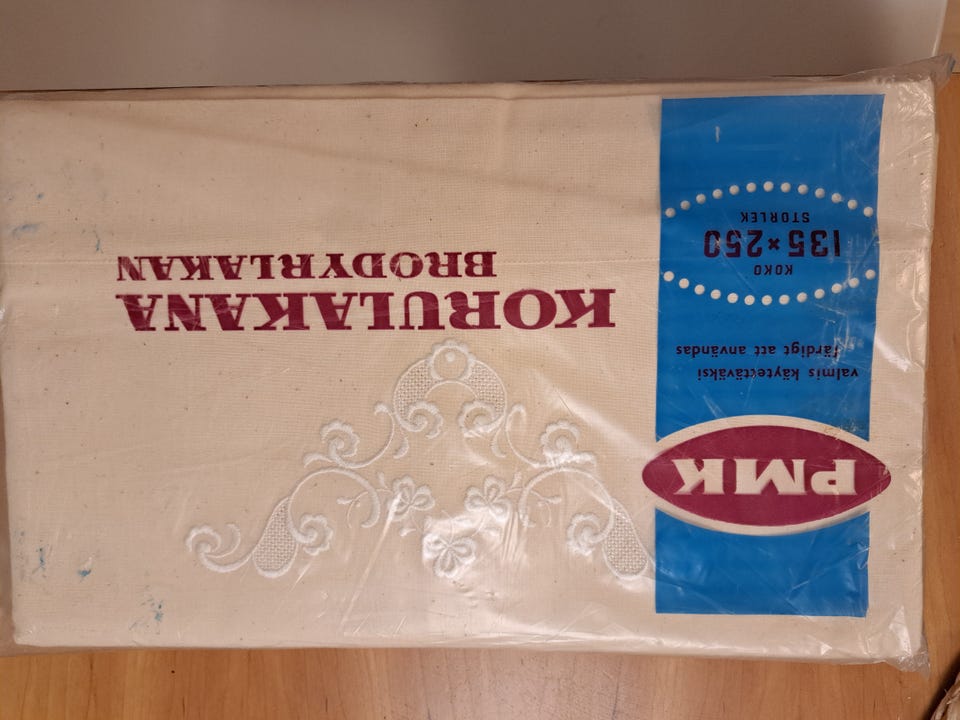 PMK
valmis käytettäväksi
färdigt att användas
KOKO
135 × 250
STORLEK
KORULAKANA
BRODYRLAKAN